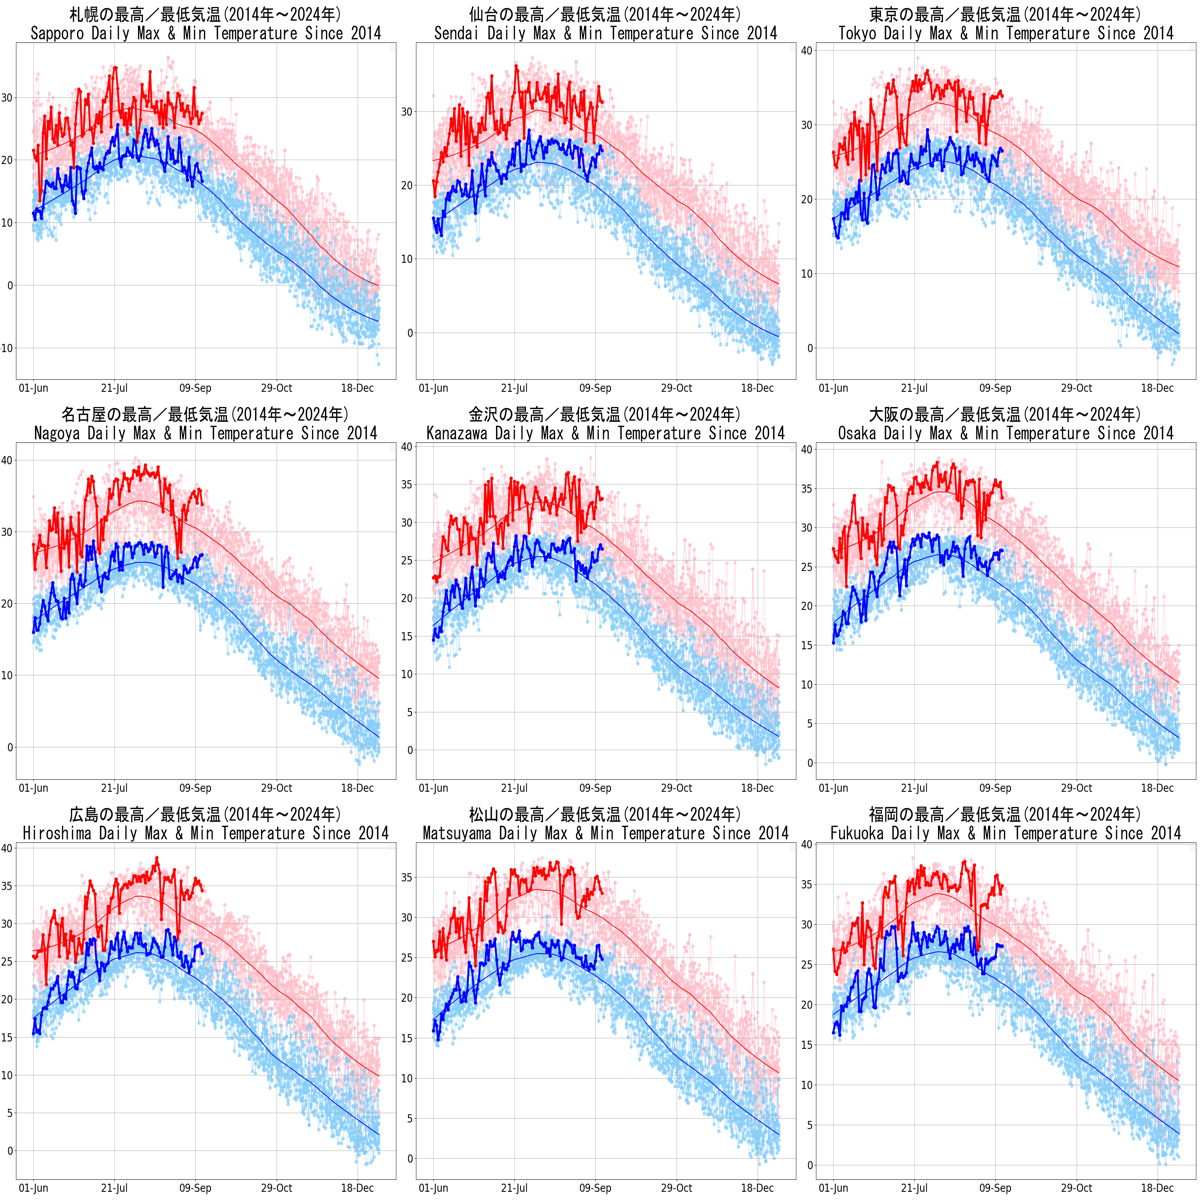 札幌の最高／最低気温(2014年～2024年)
Sapporo Daily Max & Min Temperature Since 2014
30
20
10
0
-10
01-Jun 21-Jul 09-Sep 29-Oct 18-Dec
仙台の最高／最低気温(2014年～2024年)
Sendai Daily Max & Min Temperature Since 2014
30
20
10
0
01-Jun 21-Jul 09-Sep 29-Oct 18-Dec
東京の最高／最低気温(2014年～2024年)
Tokyo Daily Max & Min Temperature Since 2014
40
30
20
10
0
01-Jun 21-Jul 09-Sep 29-Oct 18-Dec
名古屋の最高／最低気温(2014年～2024年)
Nagoya Daily Max & Min Temperature Since 2014
40
30
20
10
0
01-Jun 21-Jul 09-Sep 29-Oct 18-Dec
金沢の最高／最低気温(2014年～2024年)
Kanazawa Daily Max & Min Temperature Since 2014
40
35
30
25
20
15
10
5
0
01-Jun 21-Jul 09-Sep 29-Oct 18-Dec
大阪の最高／最低気温(2014年～2024年)
Osaka Daily Max & Min Temperature Since 2014
40
35
30
25
20
15
10
5
0
01-Jun 21-Jul 09-Sep 29-Oct 18-Dec
広島の最高／最低気温(2014年～2024年)
Hiroshima Daily Max & Min Temperature Since 2014
40
35
30
25
20
15
10
5
0
01-Jun 21-Jul 09-Sep 29-Oct 18-Dec
松山の最高／最低気温(2014年～2024年)
Matsuyama Daily Max & Min Temperature Since 2014
35
30
25
20
15
10
5
0
01-Jun 21-Jul 09-Sep 29-Oct 18-Dec
福岡の最高／最低気温(2014年～2024年)
Fukuoka Daily Max & Min Temperature Since 2014
40
35
30
25
20
15
10
5
0
01-Jun 21-Jul 09-Sep 29-Oct 18-Dec